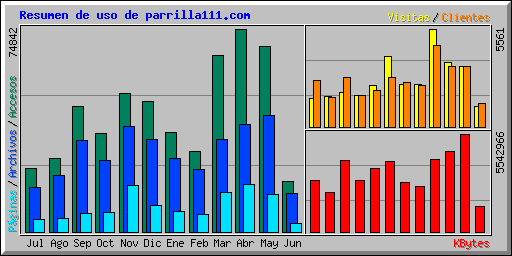 Resumen de uso de parrilla111.com
Visitas/Clientes
74842
Páginas/Archivos/Accesos
5561
5542966
Jul Ago Sep Oct Nov Dic Ene Feb Mar Abr May Jun
KBytes